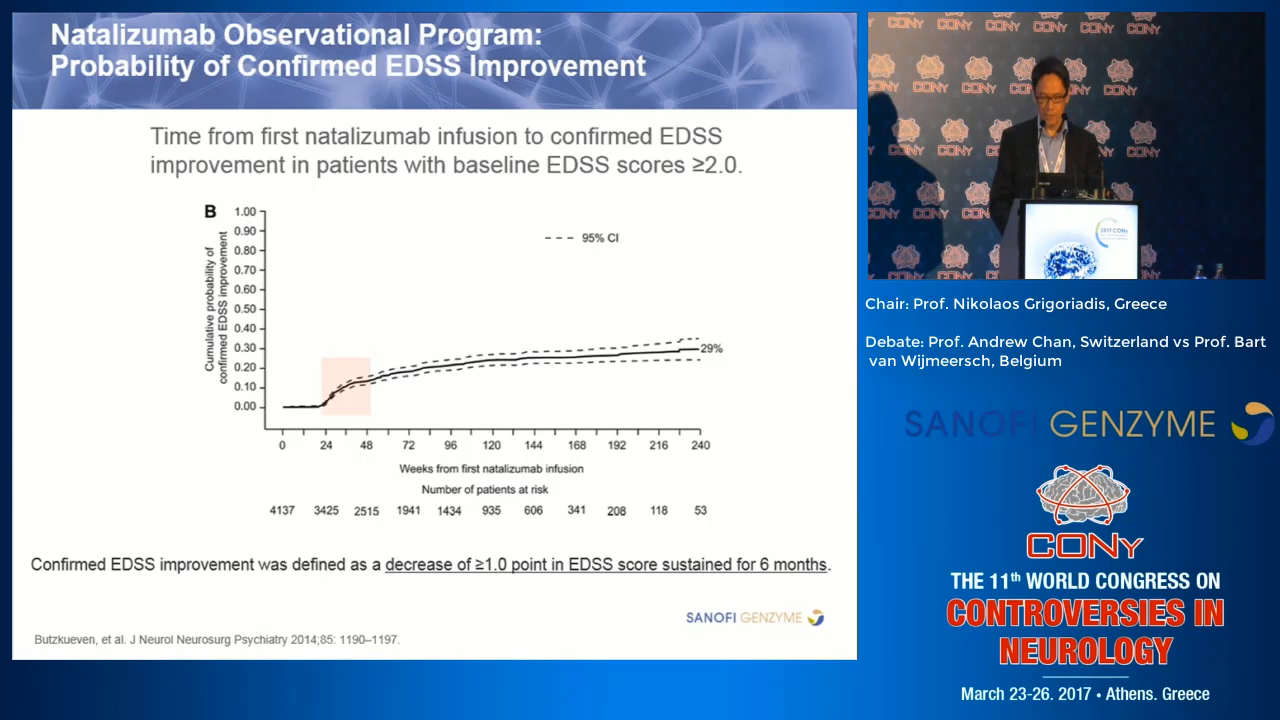 Natalizumab Observational Program:
Probability of Confirmed EDSS Improvement
Time from first natalizumab infusion to confirmed EDSS
improvement in patients with baseline EDSS scores ≥2.0.
B
1.00
0.90
0.80
0.70
0.60
0.50
0.40
0.30
0.20
0.10
0.00
Cumulative probability of
confirmed EDSS improvement
95% CI
29%
0 24 48 72 96 120 144 168 192 216 240
Weeks from first natalizumab infusion
Number of patients at risk
4137 3425 2515 1941 1434 935 606 341 208 118 53
Confirmed EDSS improvement was defined as a decrease of ≥1.0 point in EDSS score sustained for 6 months.
SANOFI GENZYME
Butzkueven, et al. J Neurol Neurosurg Psychiatry 2014;85: 1190–1197.
CONy
2017 CONy
Chair: Prof. Nikolaos Grigoriadis, Greece
Debate: Prof. Andrew Chan, Switzerland vs Prof. Bart
van Wijmeersch, Belgium
SANOFI GENZYME
CONy
THE 11th WORLD CONGRESS ON
CONTROVERSIES IN
NEUROLOGY
March 23-26. 2017 • Athens. Greece